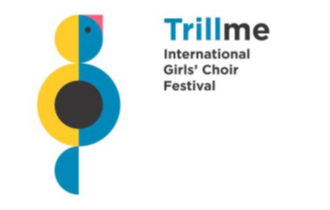 Trillme
International
Girls' Choir
Festival